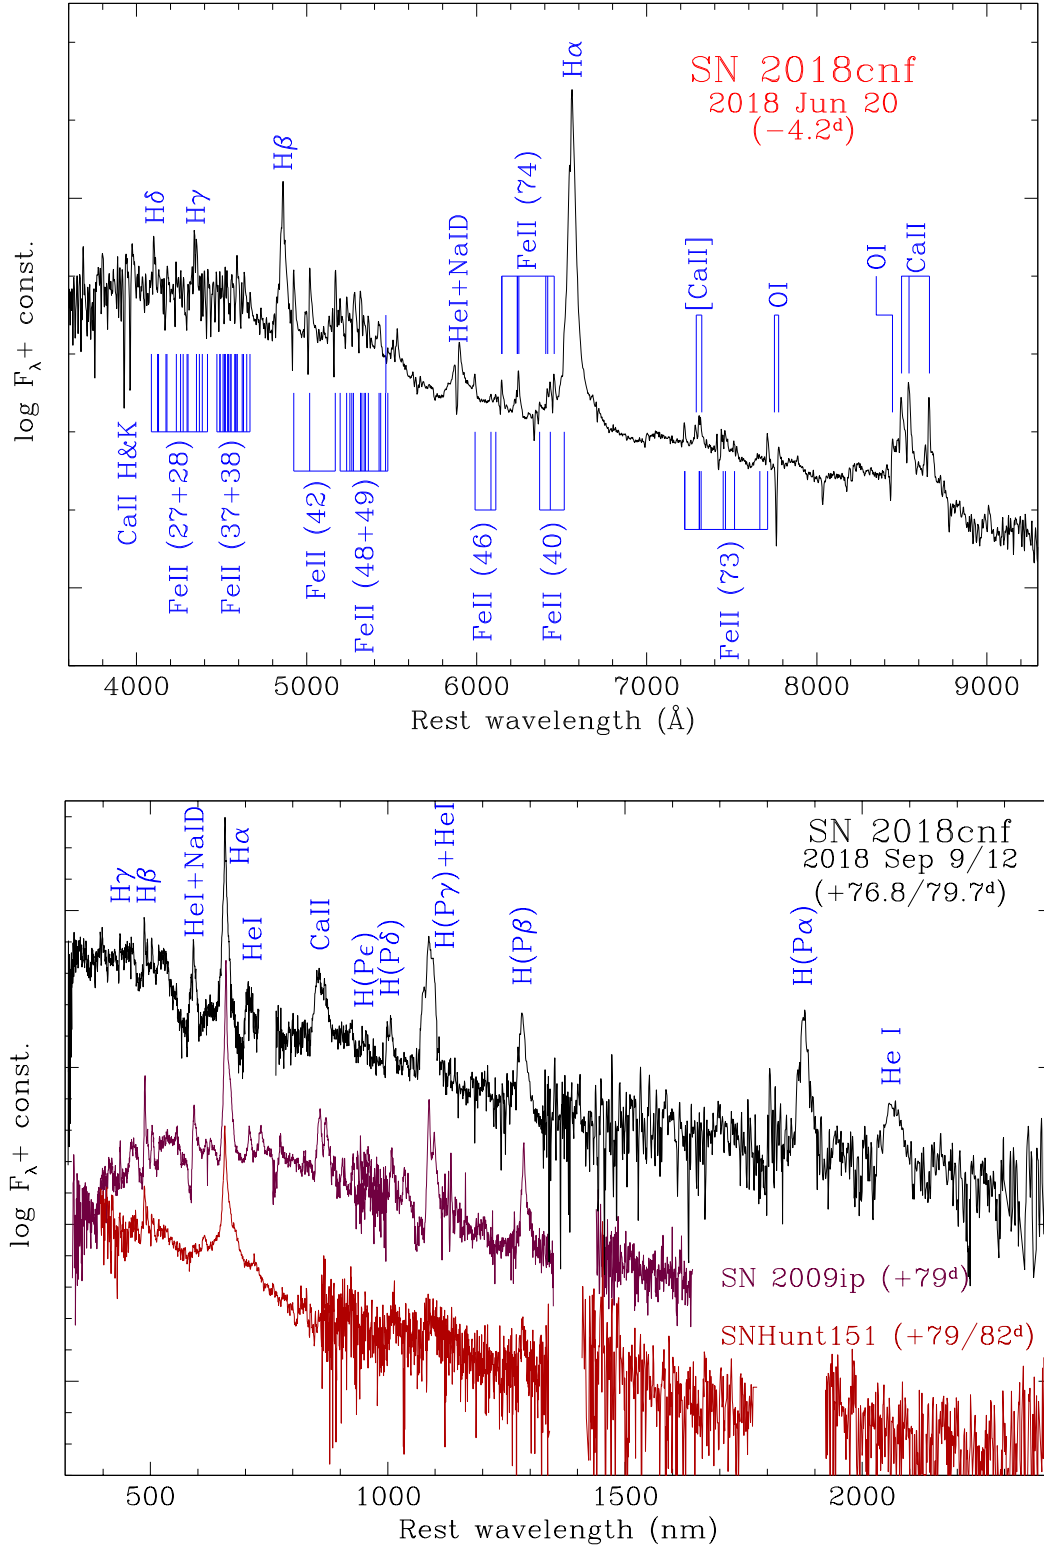 SN 2018cnf
2018 Jun 20
(−4.2ᵈ)
Hδ
Hγ
Hβ
HeI+NaID
FeII (74)
Hα
[CaII]
OI
OI
CaII
CaII H&K
FeII (27+28)
FeII (37+38)
FeII (42)
FeII (48+49)
FeII (46)
FeII (40)
FeII (73)
log F_λ + const.
4000 5000 6000 7000 8000 9000
Rest wavelength (Å)
SN 2018cnf
2018 Sep 9/12
(+76.8/79.7ᵈ)
Hγ
Hβ
HeI+NaID
Hα
HeI
CaII
H(Pϵ)
H(Pδ)
H(Pγ)+HeI
H(Pβ)
H(Pα)
He I
SN 2009ip (+79ᵈ)
SNHunt151 (+79/82ᵈ)
log F_λ + const.
500 1000 1500 2000
Rest wavelength (nm)